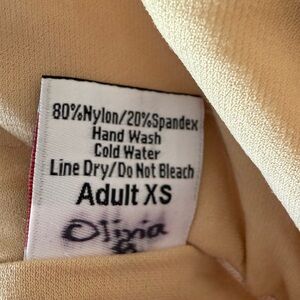 80%Nylon/20%Spandex
Hand Wash
Cold Water
Line Dry/Do Not Bleach
Adult XS
Olivia